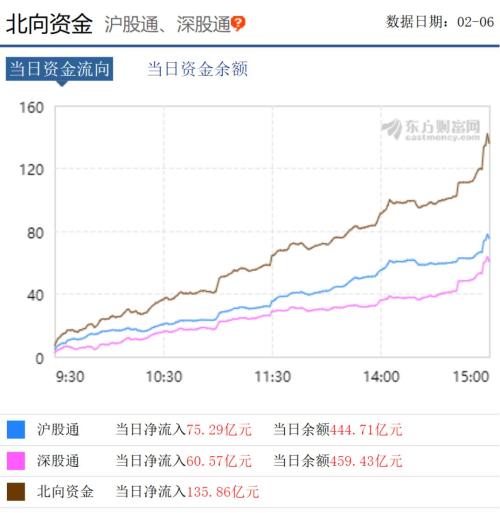 北向资金 沪股通、深股通? 数据日期：02-06
当日资金流向 当日资金余额
160
东方财富网
eastmoney.com
120
80
40
0
9:30 10:30 11:30 14:00 15:00
沪股通 当日净流入75.29亿元 当日余额444.71亿元
深股通 当日净流入60.57亿元 当日余额459.43亿元
北向资金 当日净流入135.86亿元